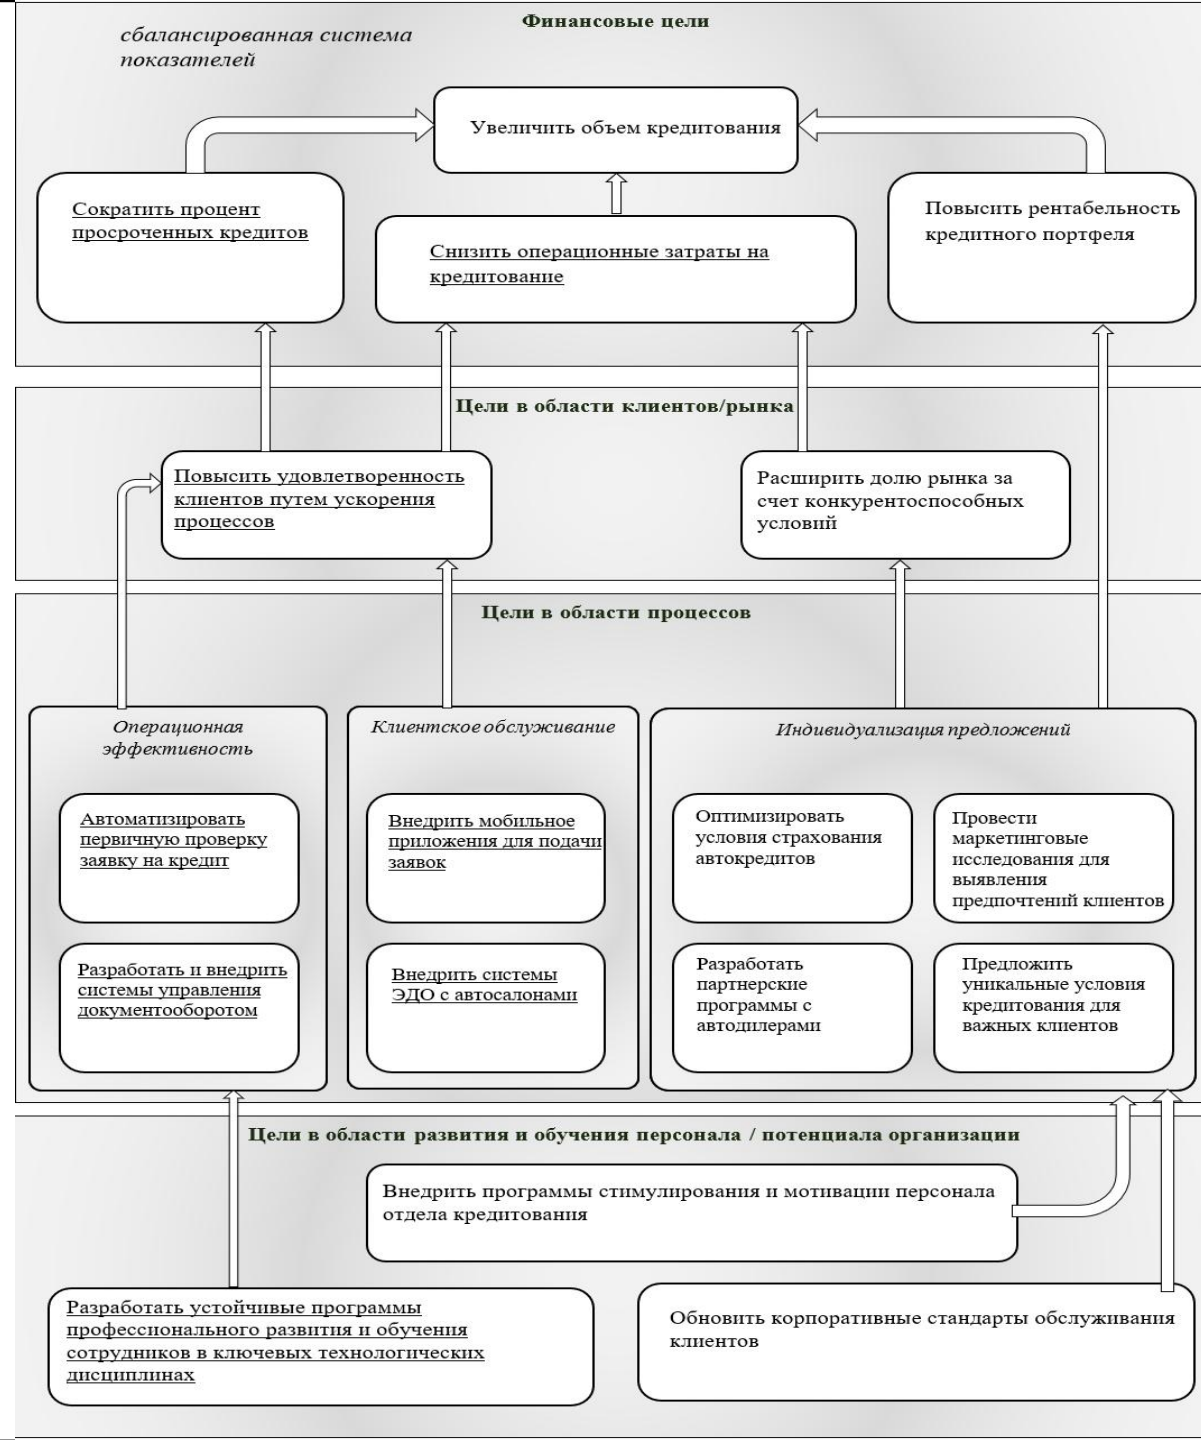 Финансовые цели
сбалансированная система
показателей
Увеличить объем кредитования
Сократить процент
просроченных кредитов
Снизить операционные затраты на
кредитование
Повысить рентабельность
кредитного портфеля
Цели в области клиентов/рынка
Повысить удовлетворенность
клиентов путем ускорения
процессов
Расширить долю рынка за
счет конкурентоспособных
условий
Цели в области процессов
Операционная
эффективность
Автоматизировать
первичную проверку
заявку на кредит
Разработать и внедрить
системы управления
документооборотом
Клиентское обслуживание
Внедрить мобильное
приложения для подачи
заявок
Внедрить системы
ЭДО с автосалонами
Индивидуализация предложений
Оптимизировать
условия страхования
автокредитов
Провести
маркетинговые
исследования для
выявления
предпочтений клиентов
Разработать
партнерские
программы с
автодилерами
Предложить
уникальные условия
кредитования для
важных клиентов
Цели в области развития и обучения персонала / потенциала организации
Внедрить программы стимулирования и мотивации персонала
отдела кредитования
Разработать устойчивые программы
профессионального развития и обучения
сотрудников в ключевых технологических
дисциплинах
Обновить корпоративные стандарты обслуживания
клиентов